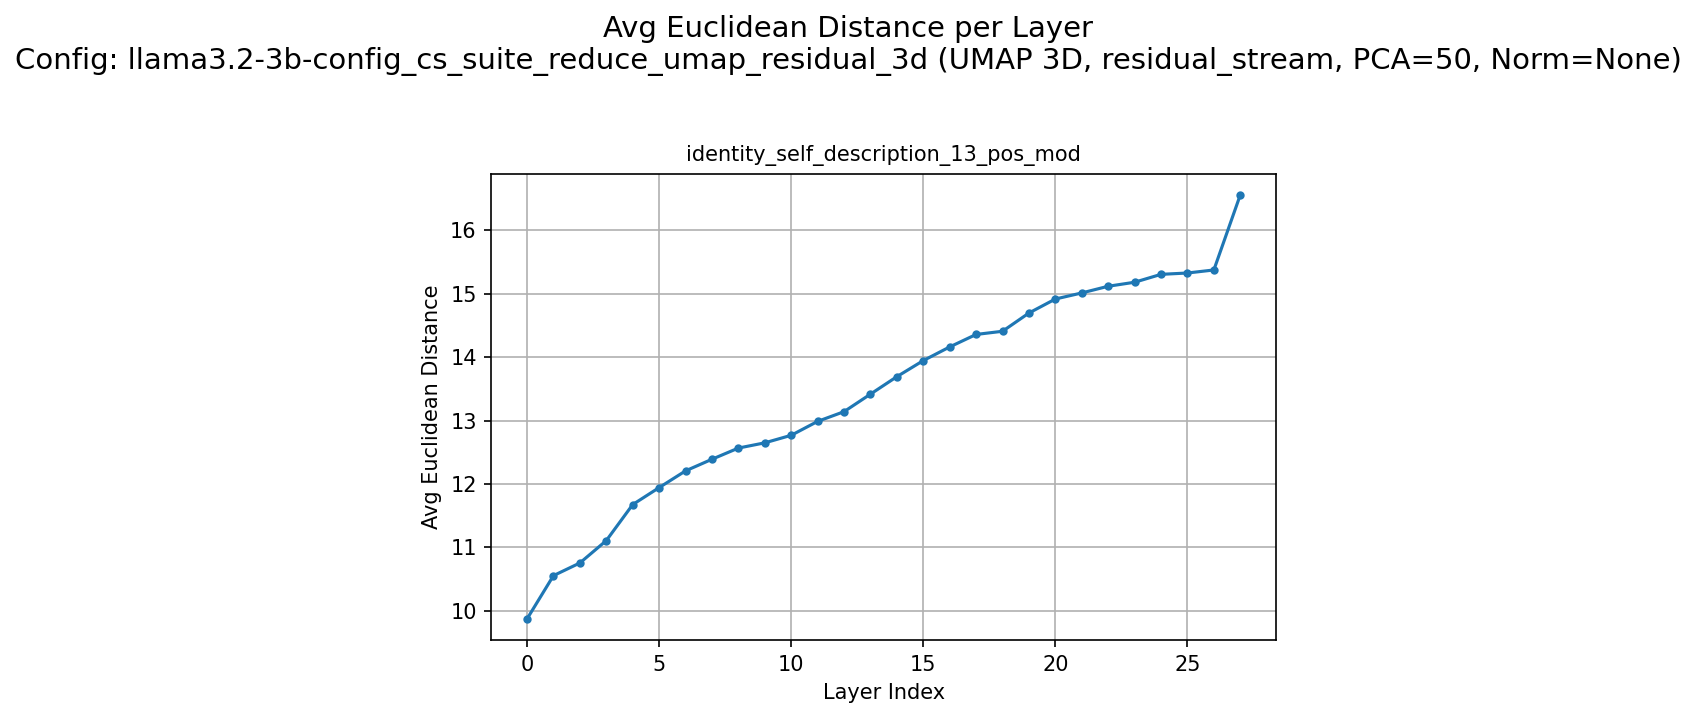 Avg Euclidean Distance per Layer
Config: llama3.2-3b-config_cs_suite_reduce_umap_residual_3d (UMAP 3D, residual_stream, PCA=50, Norm=None)
identity_self_description_13_pos_mod
Avg Euclidean Distance
16
15
14
13
12
11
10
0 5 10 15 20 25
Layer Index